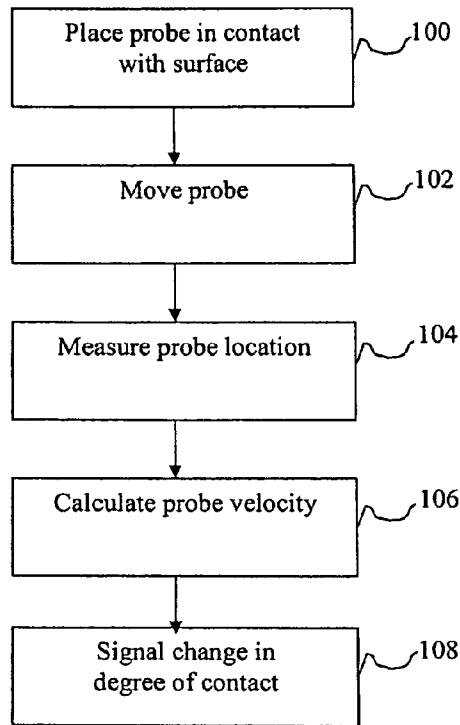 Place probe in contact
with surface
100
Move probe
102
Measure probe location
104
Calculate probe velocity
106
Signal change in
degree of contact
108